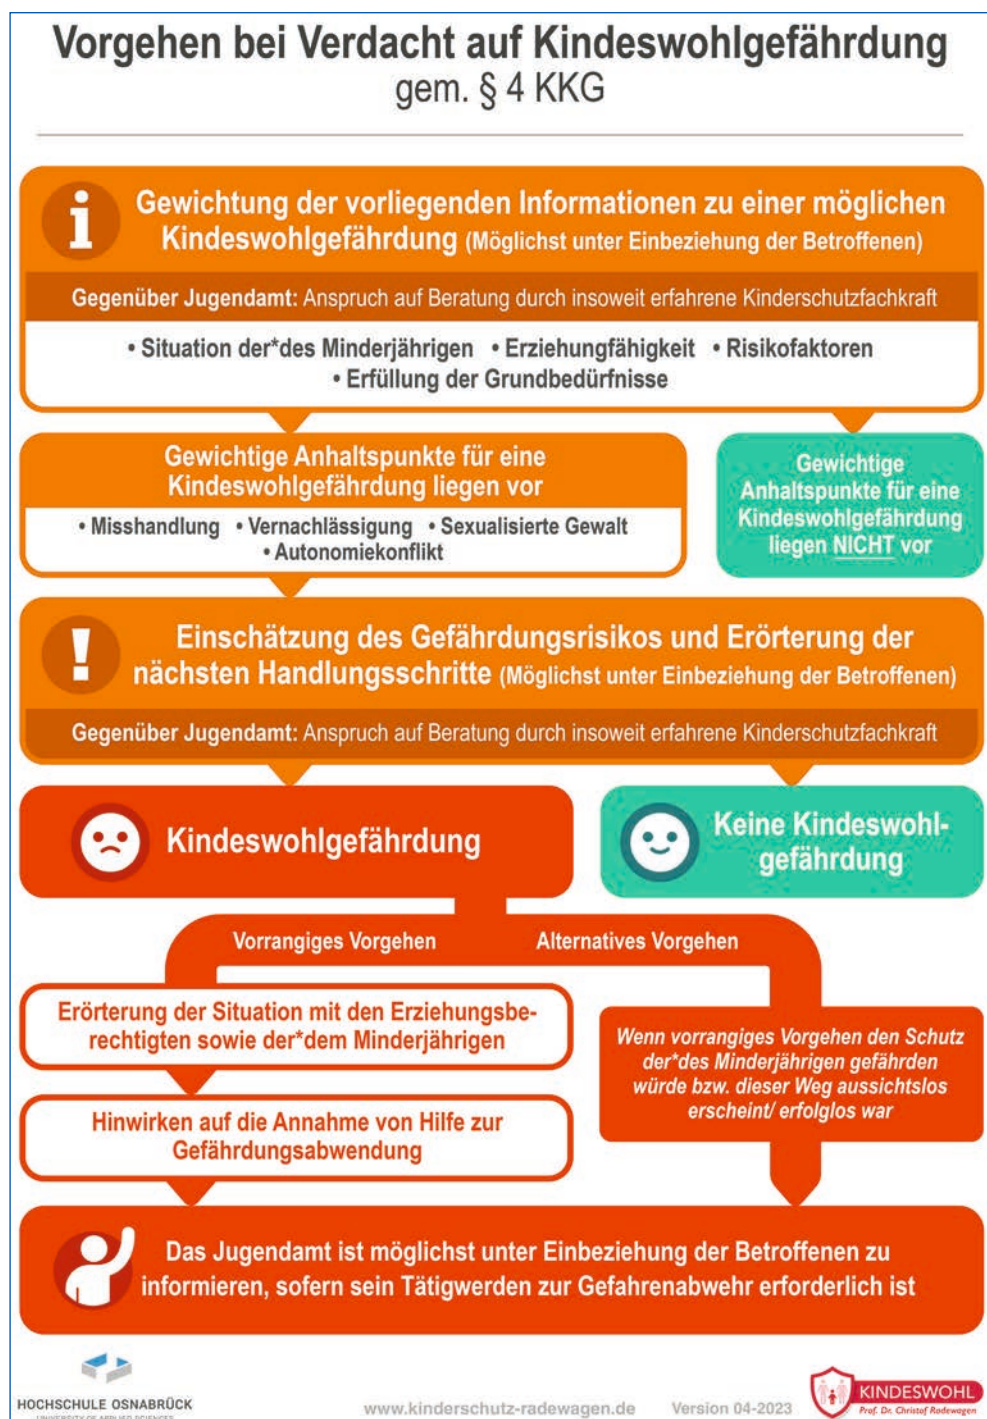 Vorgehen bei Verdacht auf Kindeswohlgefährdung
gem. § 4 KKG
Gewichtung der vorliegenden Informationen zu einer möglichen
Kindeswohlgefährdung (Möglichst unter Einbeziehung der Betroffenen)
Gegenüber Jugendamt: Anspruch auf Beratung durch insoweit erfahrene Kinderschutzfachkraft
• Situation der*des Minderjährigen • Erziehungfähigkeit • Risikofaktoren
• Erfüllung der Grundbedürfnisse
Gewichtige Anhaltspunkte für eine
Kindeswohlgefährdung liegen vor
• Misshandlung • Vernachlässigung • Sexualisierte Gewalt
• Autonomiekonflikt
Gewichtige
Anhaltspunkte für eine
Kindeswohlgefährdung
liegen NICHT vor
Einschätzung des Gefährdungsrisikos und Erörterung der
nächsten Handlungsschritte (Möglichst unter Einbeziehung der Betroffenen)
Gegenüber Jugendamt: Anspruch auf Beratung durch insoweit erfahrene Kinderschutzfachkraft
Kindeswohlgefährdung
Keine Kindeswohl-
gefährdung
Vorrangiges Vorgehen
Alternatives Vorgehen
Erörterung der Situation mit den Erziehungsbe-
rechtigten sowie der*dem Minderjährigen
Hinwirken auf die Annahme von Hilfe zur
Gefährdungsabwendung
Wenn vorrangiges Vorgehen den Schutz
der*des Minderjährigen gefährden
würde bzw. dieser Weg aussichtslos
erscheint/ erfolglos war
Das Jugendamt ist möglichst unter Einbeziehung der Betroffenen zu
informieren, sofern sein Tätigwerden zur Gefahrenabwehr erforderlich ist
HOCHSCHULE OSNABRÜCK
UNIVERSITY OF APPLIED SCIENCES
www.kinderschutz-radewagen.de Version 04-2023
KINDESWOHL
Prof. Dr. Christof Radewagen